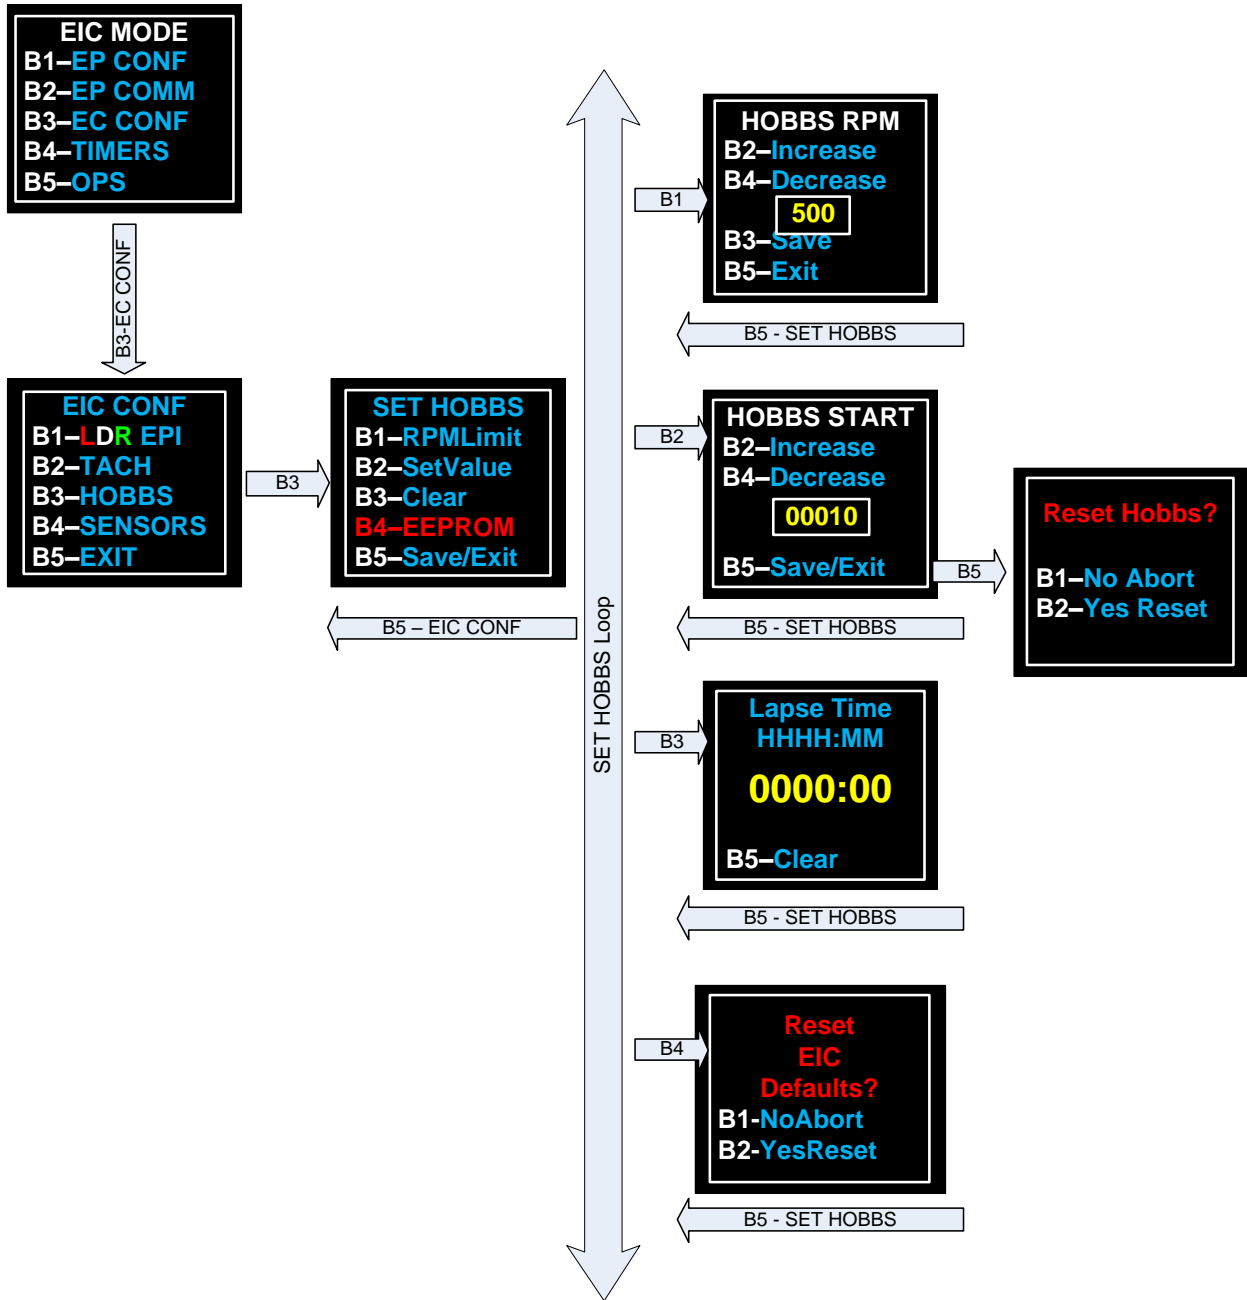 EIC MODE
B1–EP CONF
B2–EP COMM
B3–EC CONF
B4–TIMERS
B5–OPS
B3-EC CONF
EIC CONF
B1–LDR EPI
B2–TACH
B3–HOBBS
B4–SENSORS
B5–EXIT
B3
SET HOBBS
B1–RPMLimit
B2–SetValue
B3–Clear
B4–EEPROM
B5–Save/Exit
B5 – EIC CONF
SET HOBBS Loop
B1
HOBBS RPM
B2–Increase
B4–Decrease
500
B3–Save
B5–Exit
B5 - SET HOBBS
B2
HOBBS START
B2–Increase
B4–Decrease
00010
B5–Save/Exit
B5
Reset Hobbs?
B1–No Abort
B2–Yes Reset
B5 - SET HOBBS
B3
Lapse Time
HHHH:MM
0000:00
B5–Clear
B5 - SET HOBBS
B4
Reset
EIC
Defaults?
B1-NoAbort
B2-YesReset
B5 - SET HOBBS